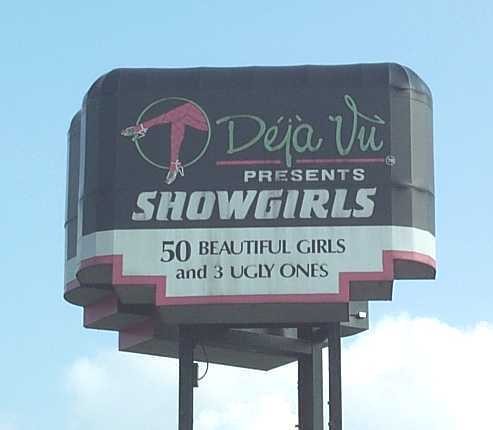 Déjà Vu
PRESENTS
SHOWGIRLS
50 BEAUTIFUL GIRLS
and 3 UGLY ONES